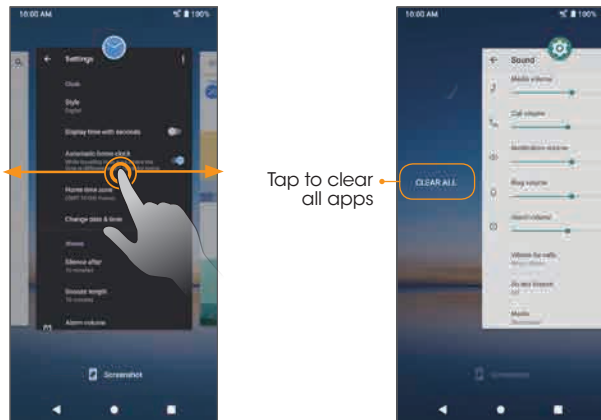 10:00 AM
100%
Settings
Clock
Style
Digital
Display time with seconds
Automatic home clock
Home time zone
Change date & time
Alarms
Silence after
10 minutes
Snooze length
10 minutes
Alarm volume
Screenshot
Tap to clear
all apps
10:00 AM
100%
Sound
Media volume
Call volume
Notification volume
CLEAR ALL
Ring volume
Alarm volume
Vibrate for calls
Do Not Disturb
Media
Screenshot